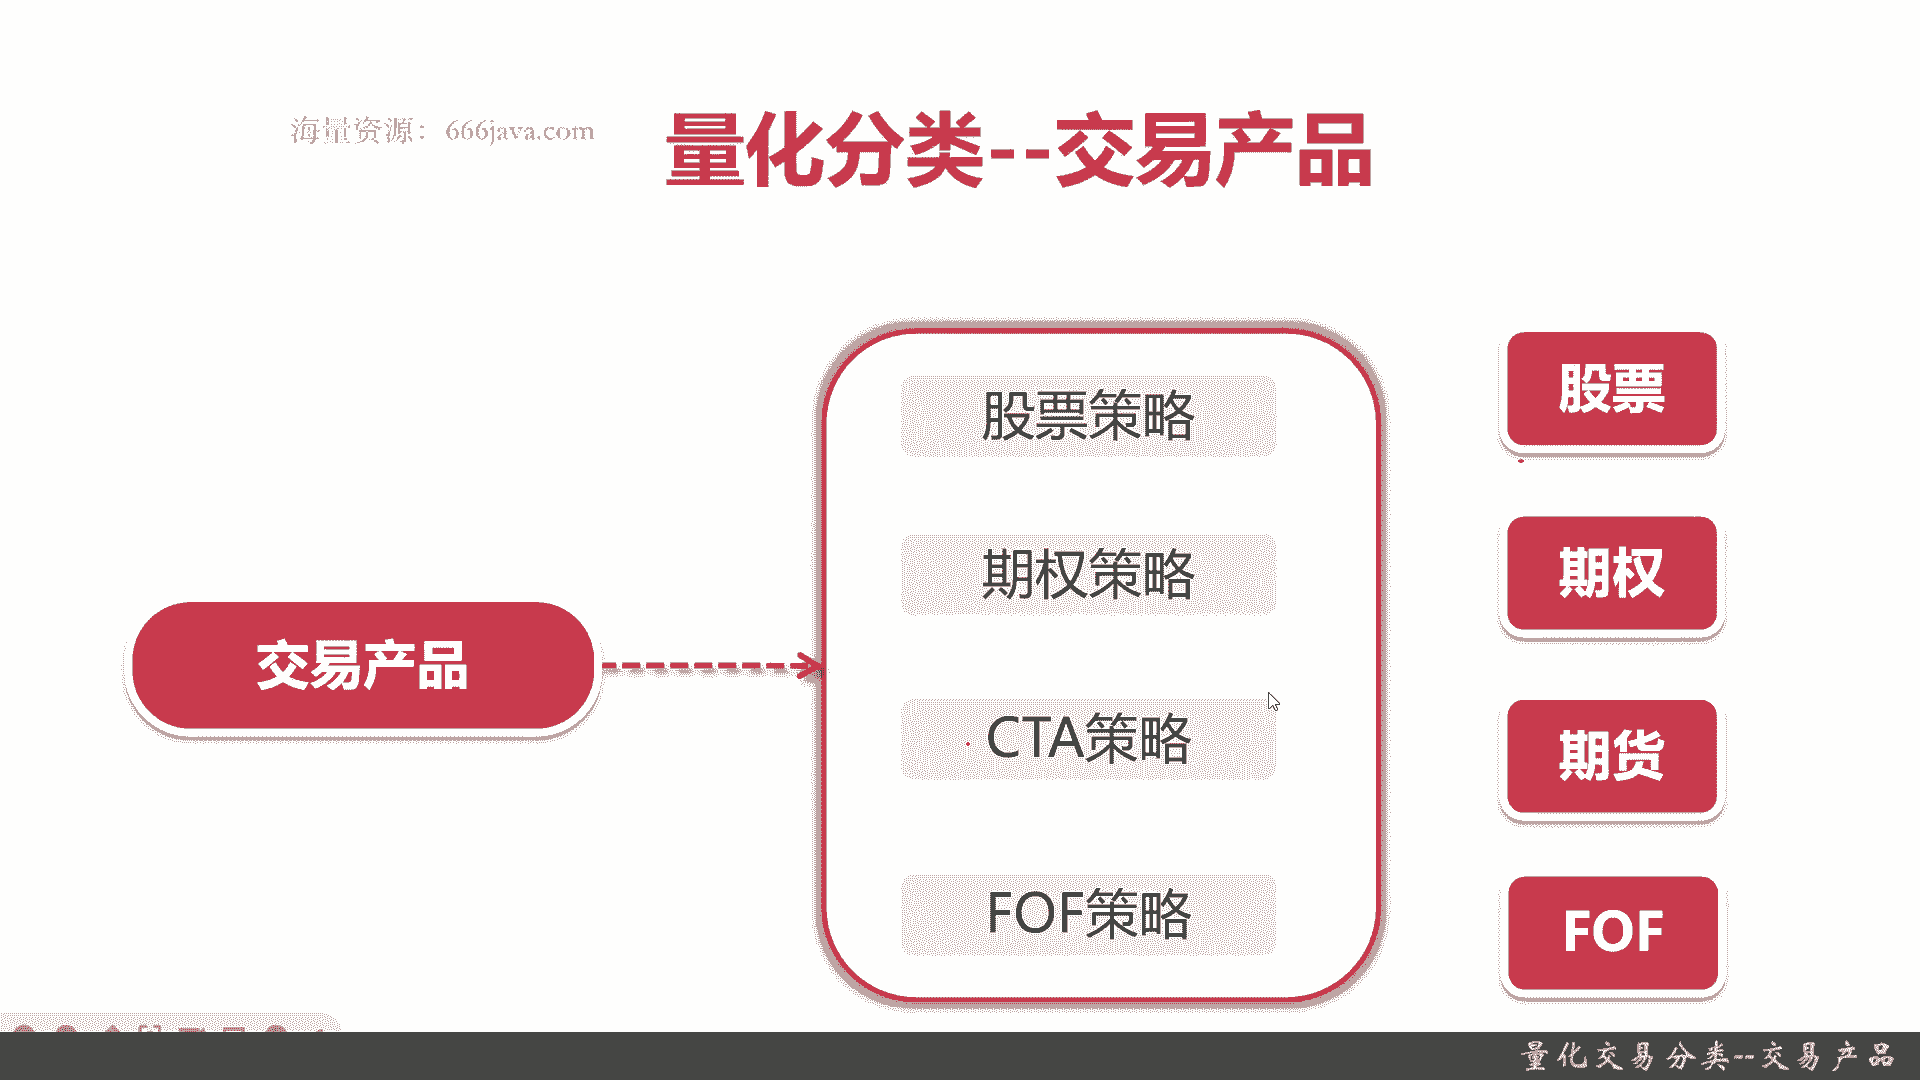 海量资源：666java.com
量化分类--交易产品
交易产品
股票策略
期权策略
CTA策略
FOF策略
股票
期权
期货
FOF
量化交易分类--交易产品